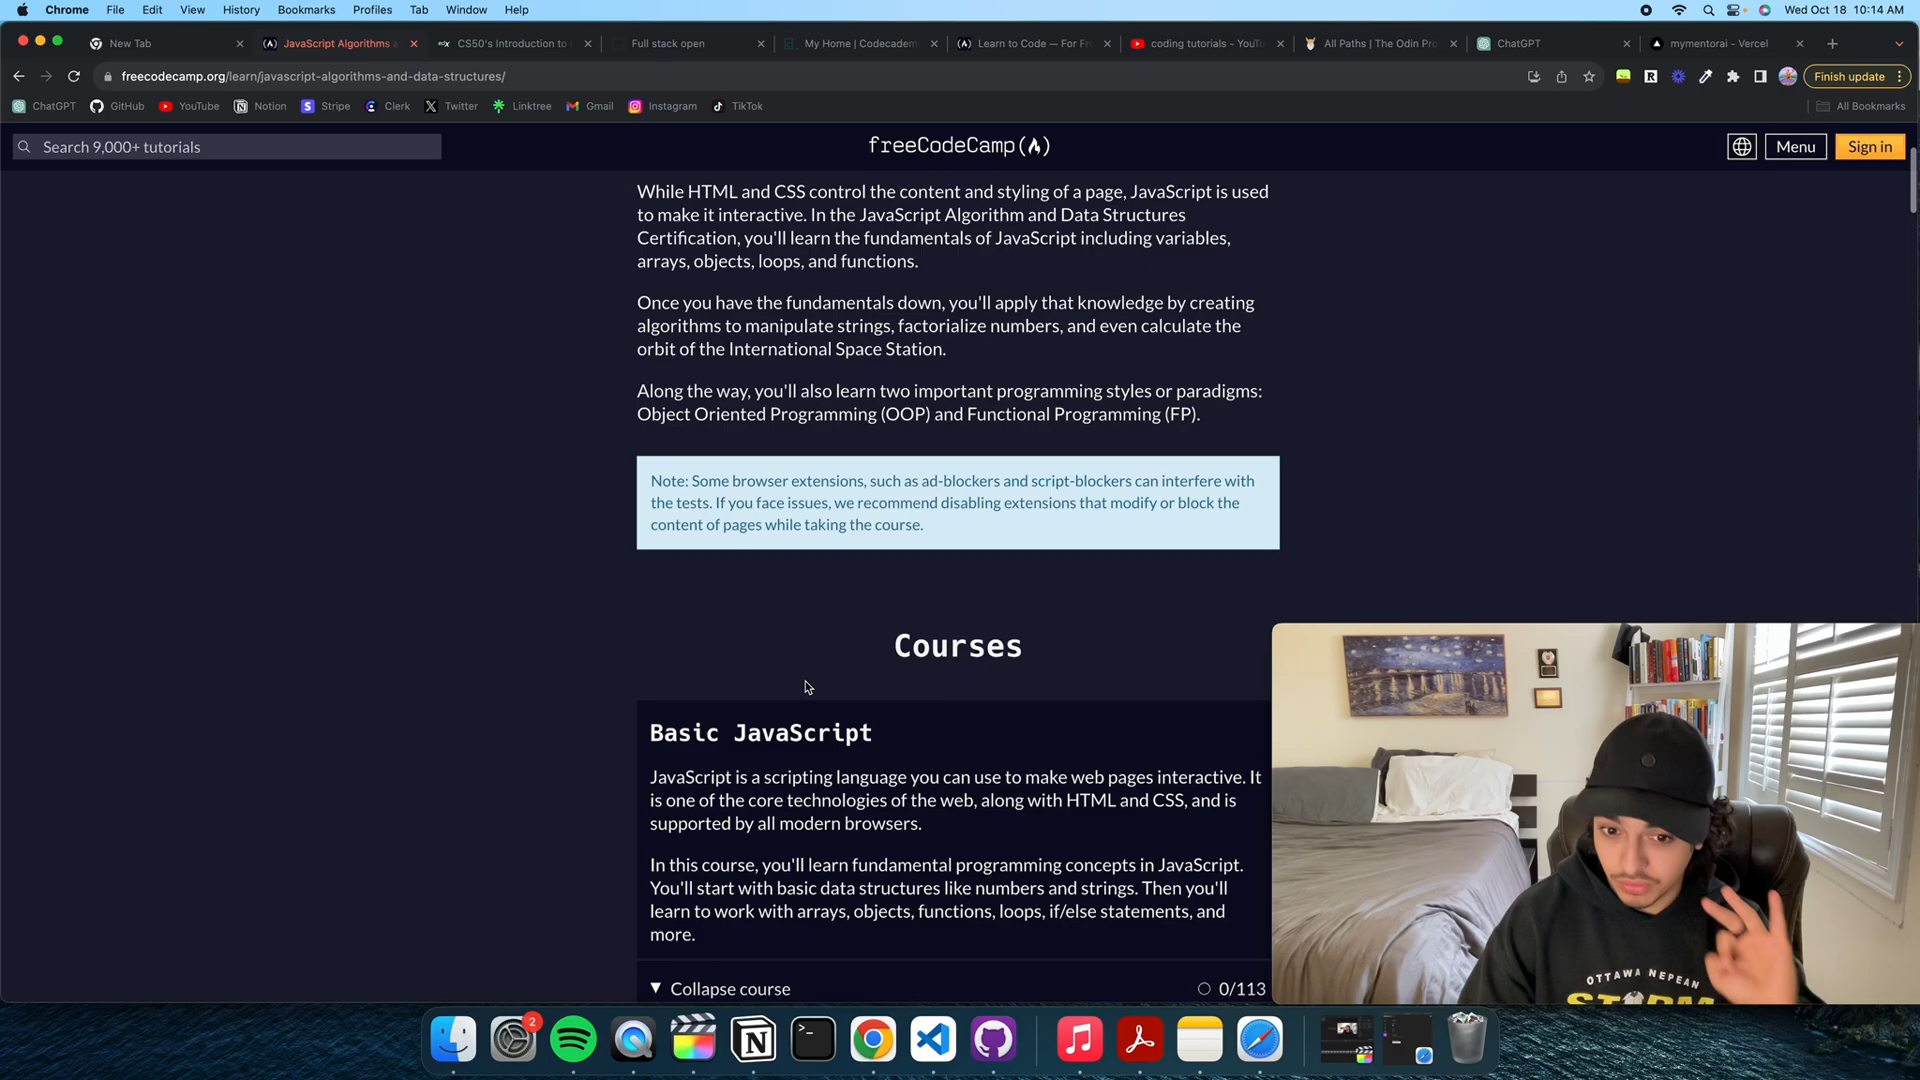 Chrome File Edit View History Bookmarks Profiles Tab Window Help
Wed Oct 18 10:14 AM
New Tab
JavaScript Algorithms a
CS50's Introduction to C
Full stack open
My Home | Codecadem
Learn to Code — For Fr
coding tutorials - YouTu
All Paths | The Odin Pro
ChatGPT
mymentorai - Vercel
freecodecamp.org/learn/javascript-algorithms-and-data-structures/
Finish update
ChatGPT GitHub YouTube Notion Stripe Clerk Twitter Linktree Gmail Instagram TikTok
All Bookmarks
Search 9,000+ tutorials
freeCodeCamp
Menu
Sign in
While HTML and CSS control the content and styling of a page, JavaScript is used
to make it interactive. In the JavaScript Algorithm and Data Structures
Certification, you'll learn the fundamentals of JavaScript including variables,
arrays, objects, loops, and functions.
Once you have the fundamentals down, you'll apply that knowledge by creating
algorithms to manipulate strings, factorialize numbers, and even calculate the
orbit of the International Space Station.
Along the way, you'll also learn two important programming styles or paradigms:
Object Oriented Programming (OOP) and Functional Programming (FP).
Note: Some browser extensions, such as ad-blockers and script-blockers can interfere with
the tests. If you face issues, we recommend disabling extensions that modify or block the
content of pages while taking the course.
Courses
Basic JavaScript
JavaScript is a scripting language you can use to make web pages interactive. It
is one of the core technologies of the web, along with HTML and CSS, and is
supported by all modern browsers.
In this course, you'll learn fundamental programming concepts in JavaScript.
You'll start with basic data structures like numbers and strings. Then you'll
learn to work with arrays, objects, functions, loops, if/else statements, and
more.
Collapse course
0/113
OTTAWA NEPEAN
2